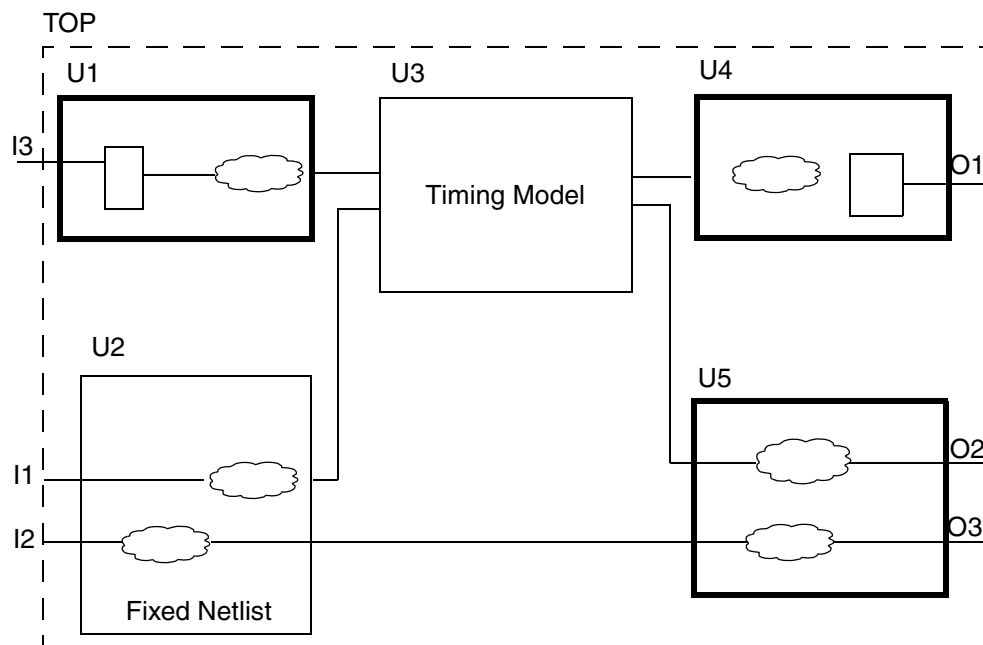 TOP
U1
U3
U4
I3
Timing Model
O1
U2
U5
I1
O2
I2
O3
Fixed Netlist